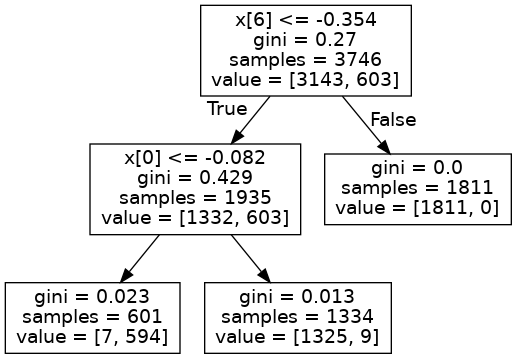 x[6] <= -0.354
gini = 0.27
samples = 3746
value = [3143, 603]
True
False
x[0] <= -0.082
gini = 0.429
samples = 1935
value = [1332, 603]
gini = 0.0
samples = 1811
value = [1811, 0]
gini = 0.023
samples = 601
value = [7, 594]
gini = 0.013
samples = 1334
value = [1325, 9]